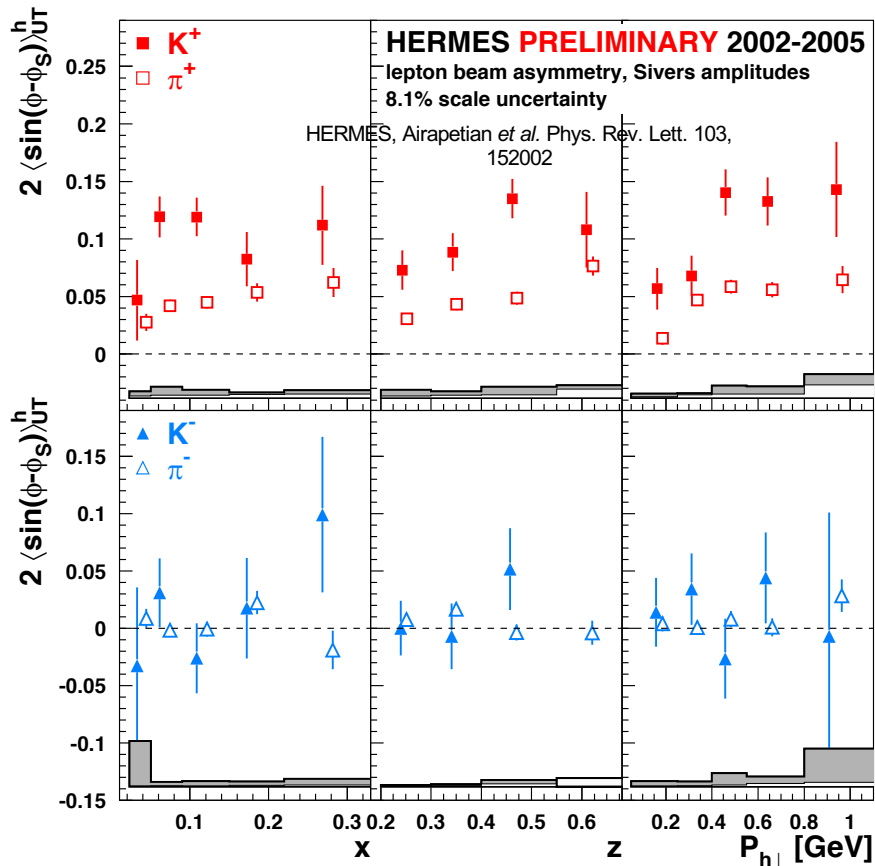 HERMES PRELIMINARY 2002-2005
lepton beam asymmetry, Sivers amplitudes
8.1% scale uncertainty
HERMES, Airapetian et al. Phys. Rev. Lett. 103,
152002
K+
π+
2 ⟨sin(φ-φS)⟩hUT
0.25
0.2
0.15
0.1
0.05
0
K-
π-
2 ⟨sin(φ-φS)⟩hUT
0.15
0.1
0.05
0
-0.05
-0.1
-0.15
0.1 0.2 0.3 0.2 0.3 0.4 0.5 0.6 0.2 0.4 0.6 0.8 1
x z Ph⊥ [GeV]